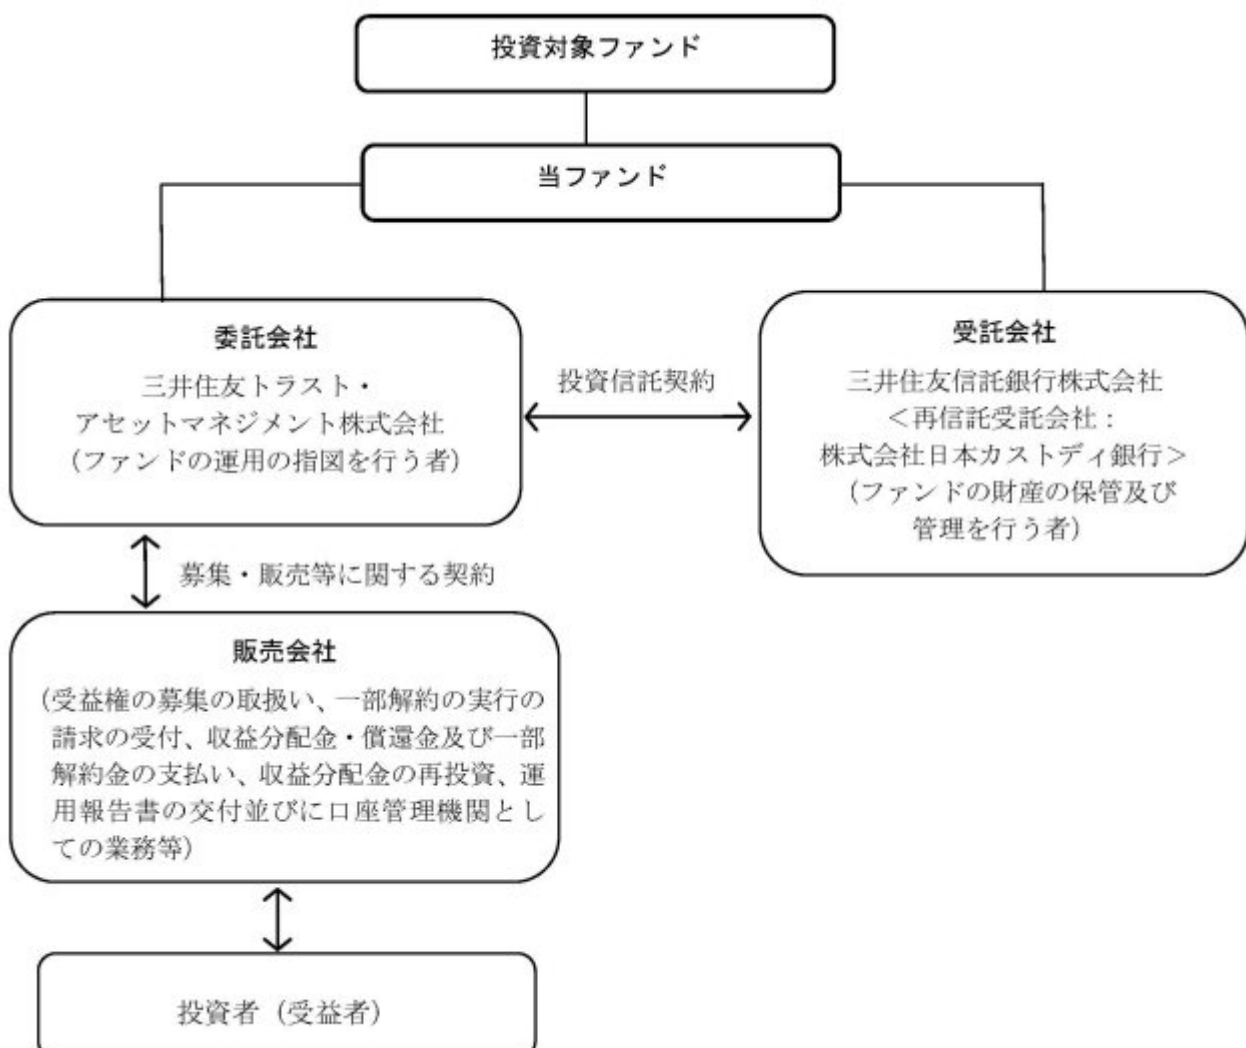 投資対象ファンド
当ファンド
委託会社
三井住友トラスト・
アセットマネジメント株式会社
（ファンドの運用の指図を行う者）
投資信託契約
受託会社
三井住友信託銀行株式会社
＜再信託受託会社：
株式会社日本カストディ銀行＞
（ファンドの財産の保管及び
管理を行う者）
募集・販売等に関する契約
販売会社
（受益権の募集の取扱い、一部解約の実行の
請求の受付、収益分配金・償還金及び一部
解約金の支払い、収益分配金の再投資、運
用報告書の交付並びに口座管理機関とし
ての業務等）
投資者（受益者）